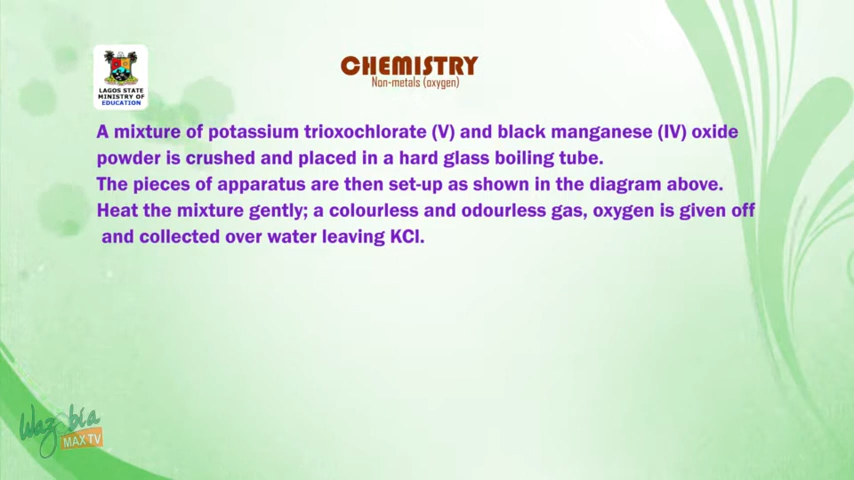 LAGOS STATE
MINISTRY OF
EDUCATION
CHEMISTRY
Non-metals (oxygen)
A mixture of potassium trioxochlorate (V) and black manganese (IV) oxide
powder is crushed and placed in a hard glass boiling tube.
The pieces of apparatus are then set-up as shown in the diagram above.
Heat the mixture gently; a colourless and odourless gas, oxygen is given off
and collected over water leaving KCl.
Wazobia
MAX TV